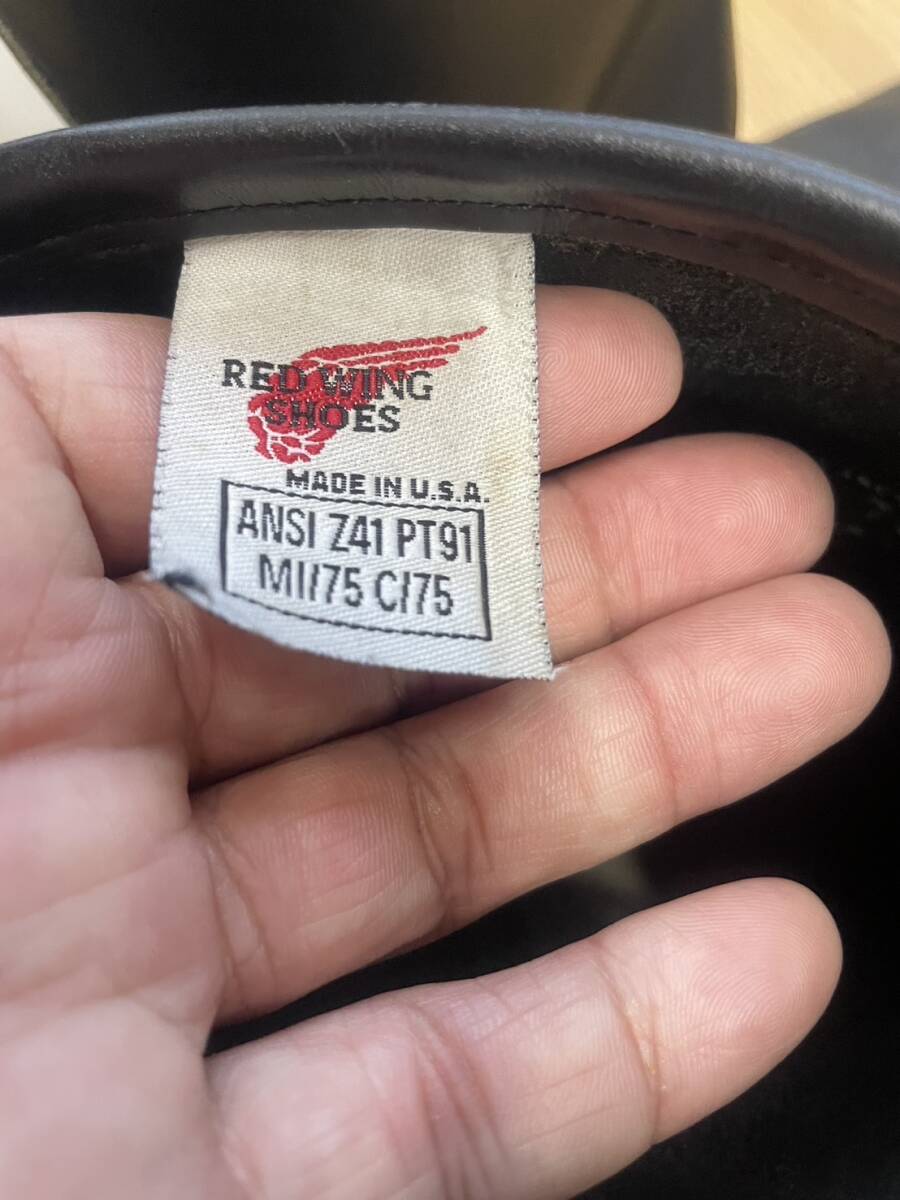 RED WING
SHOES
MADE IN U.S.A.
ANSI Z41 PT91
MI/75 C/75